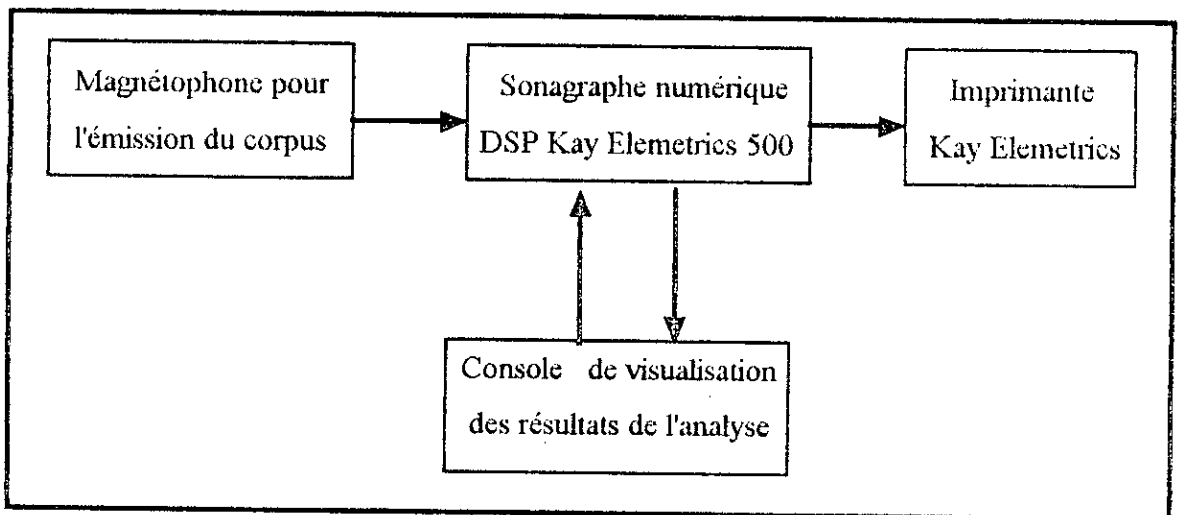 Magnétophone pour
l'émission du corpus
Sonagraphe numérique
DSP Kay Elemetrics 500
Imprimante
Kay Elemetrics
Console de visualisation
des résultats de l'analyse